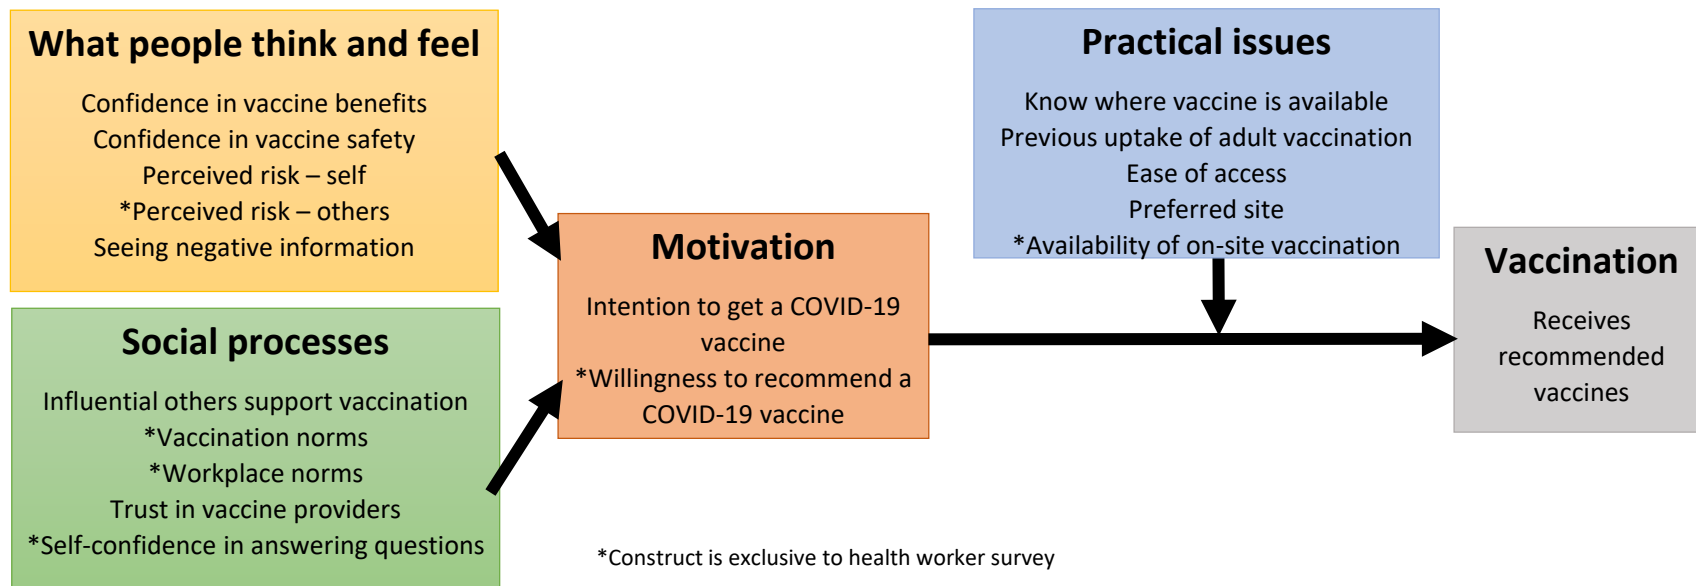 What people think and feel
Confidence in vaccine benefits
Confidence in vaccine safety
Perceived risk – self
*Perceived risk – others
Seeing negative information
Social processes
Influential others support vaccination
*Vaccination norms
*Workplace norms
Trust in vaccine providers
*Self-confidence in answering questions
Motivation
Intention to get a COVID-19
vaccine
*Willingness to recommend a
COVID-19 vaccine
Practical issues
Know where vaccine is available
Previous uptake of adult vaccination
Ease of access
Preferred site
*Availability of on-site vaccination
Vaccination
Receives
recommended
vaccines
*Construct is exclusive to health worker survey